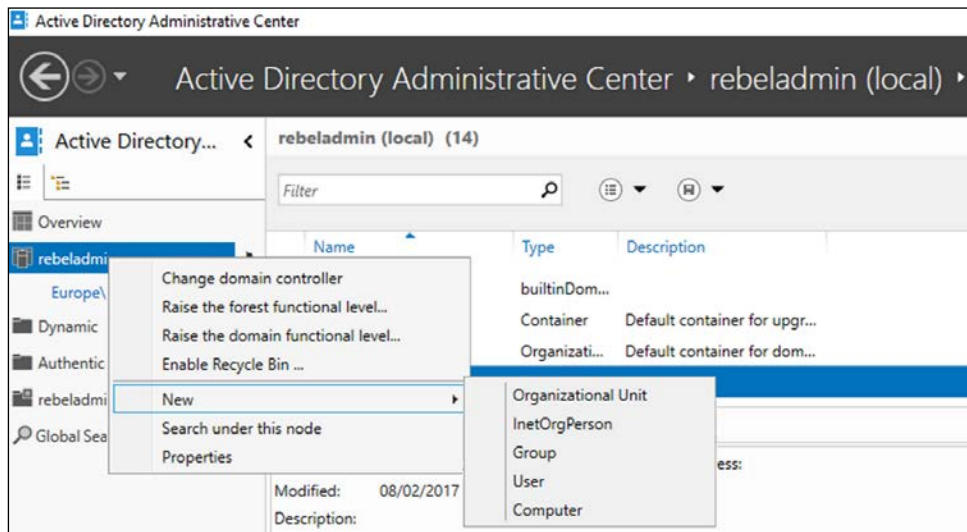 Active Directory Administrative Center
Active Directory Administrative Center • rebeladmin (local) •
Active Directory...
rebeladmin (local) (14)
Filter
Overview
Name Type Description
rebeladmi
Change domain controller
builtinDom...
Europe\
Raise the forest functional level...
Container Default container for upgr...
Dynamic
Raise the domain functional level...
Organizati... Default container for dom...
Authentic
Enable Recycle Bin ...
rebeladmi
New
Organizational Unit
InetOrgPerson
Global Sea
Search under this node
Group
ess:
Properties
User
Modified: 08/02/2017
Computer
Description: